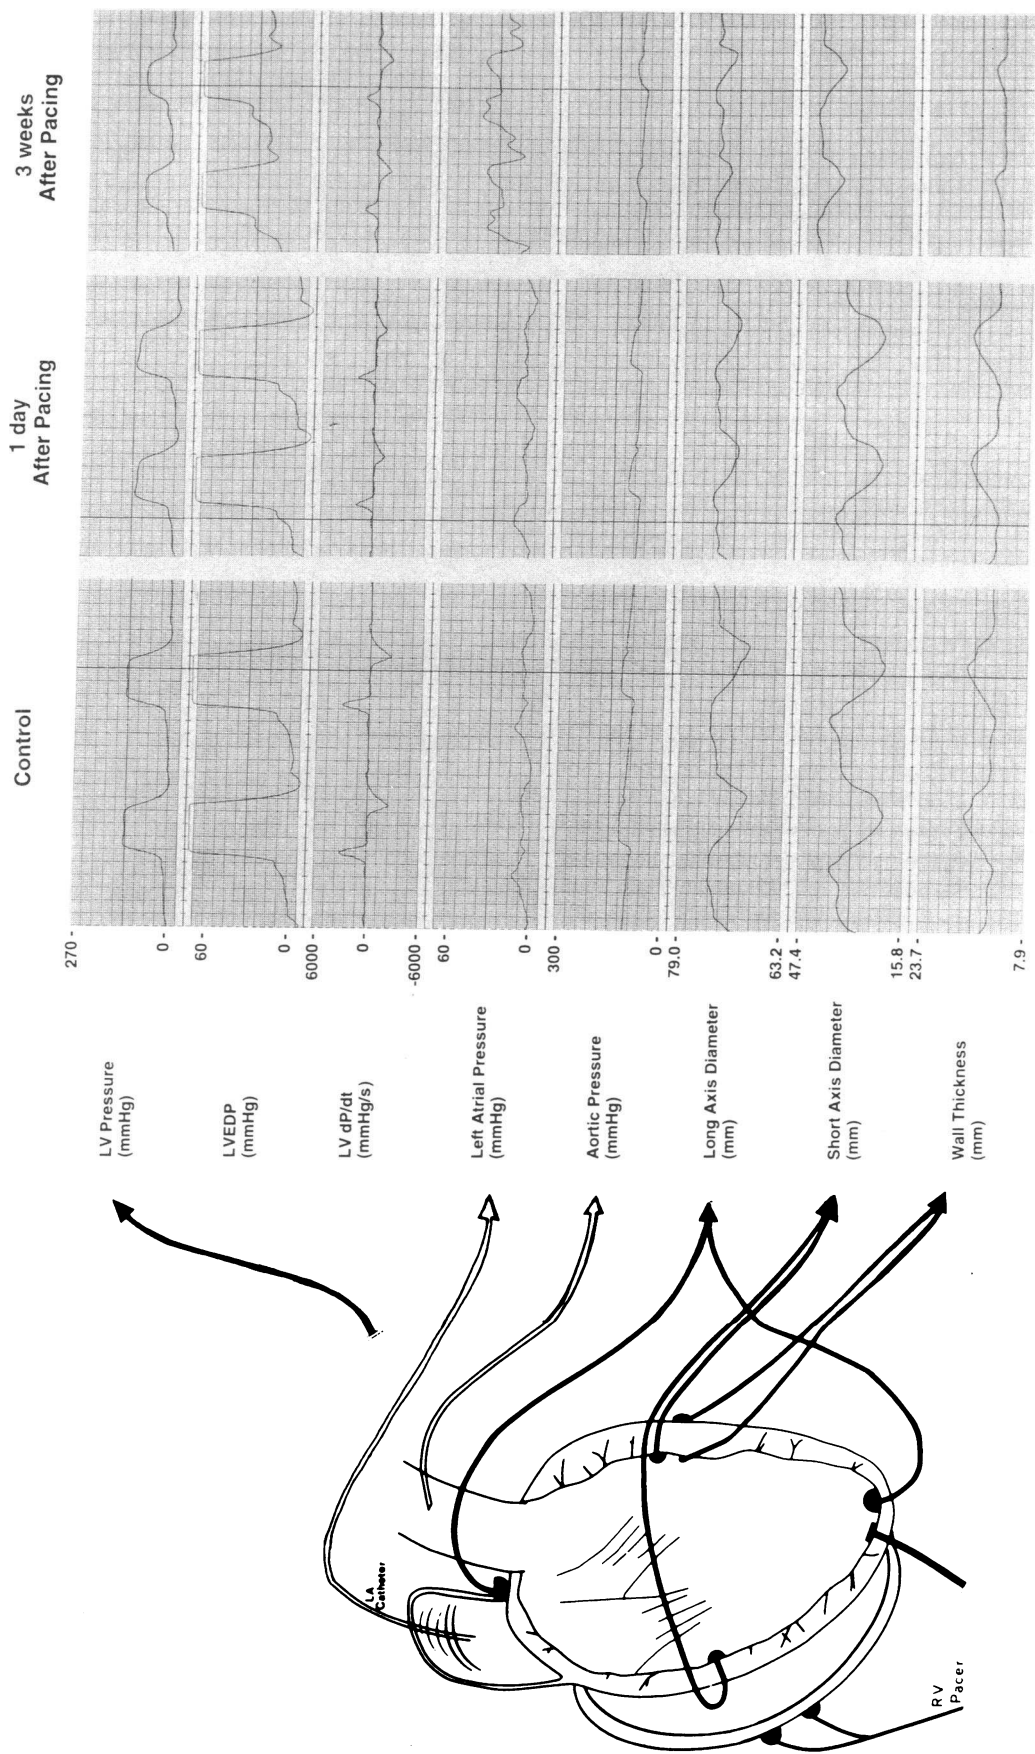 Control
1 day
After Pacing
3 weeks
After Pacing
LV Pressure
(mmHg)
270 -
0 -
LVEDP
(mmHg)
60 -
0 -
LV dP/dt
(mmHg/s)
6000 -
0 -
-6000 -
Left Atrial Pressure
(mmHg)
60 -
0 -
Aortic Pressure
(mmHg)
300 -
0 -
Long Axis Diameter
(mm)
79.0 -
63.2 -
Short Axis Diameter
(mm)
47.4 -
15.8 -
Wall Thickness
(mm)
23.7 -
7.9 -
LA
Catheter
RV
Pacer